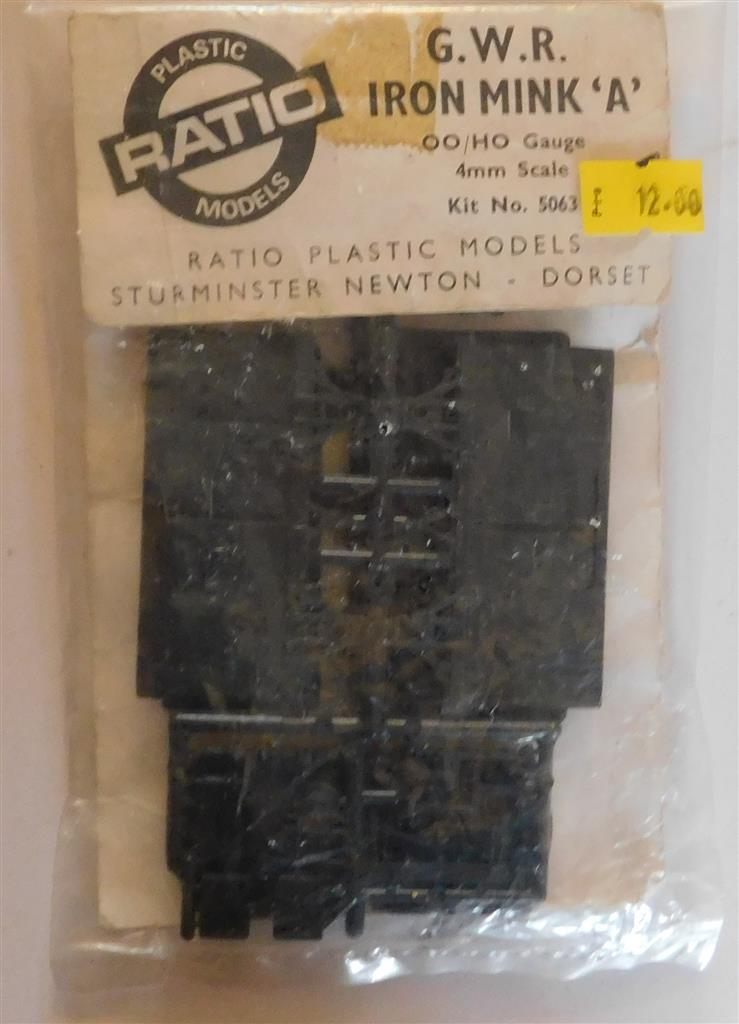 PLASTIC
RATIO
MODELS
G.W.R.
IRON MINK ‘A’
OO/HO Gauge
4mm Scale
Kit No. 5063
£ 12.00
RATIO PLASTIC MODELS
STURMINSTER NEWTON - DORSET